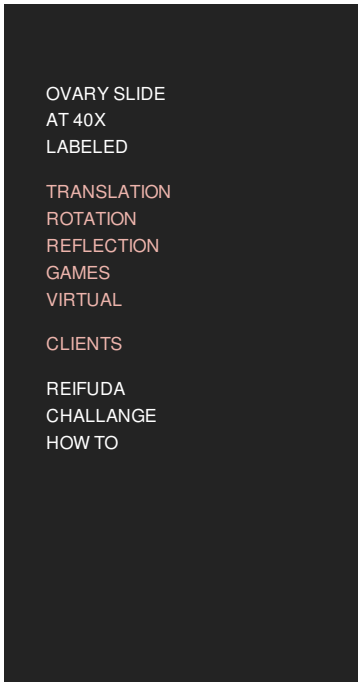 OVARY SLIDE
AT 40X
LABELED
TRANSLATION
ROTATION
REFLECTION
GAMES
VIRTUAL
CLIENTS
REIFUDA
CHALLANGE
HOW TO